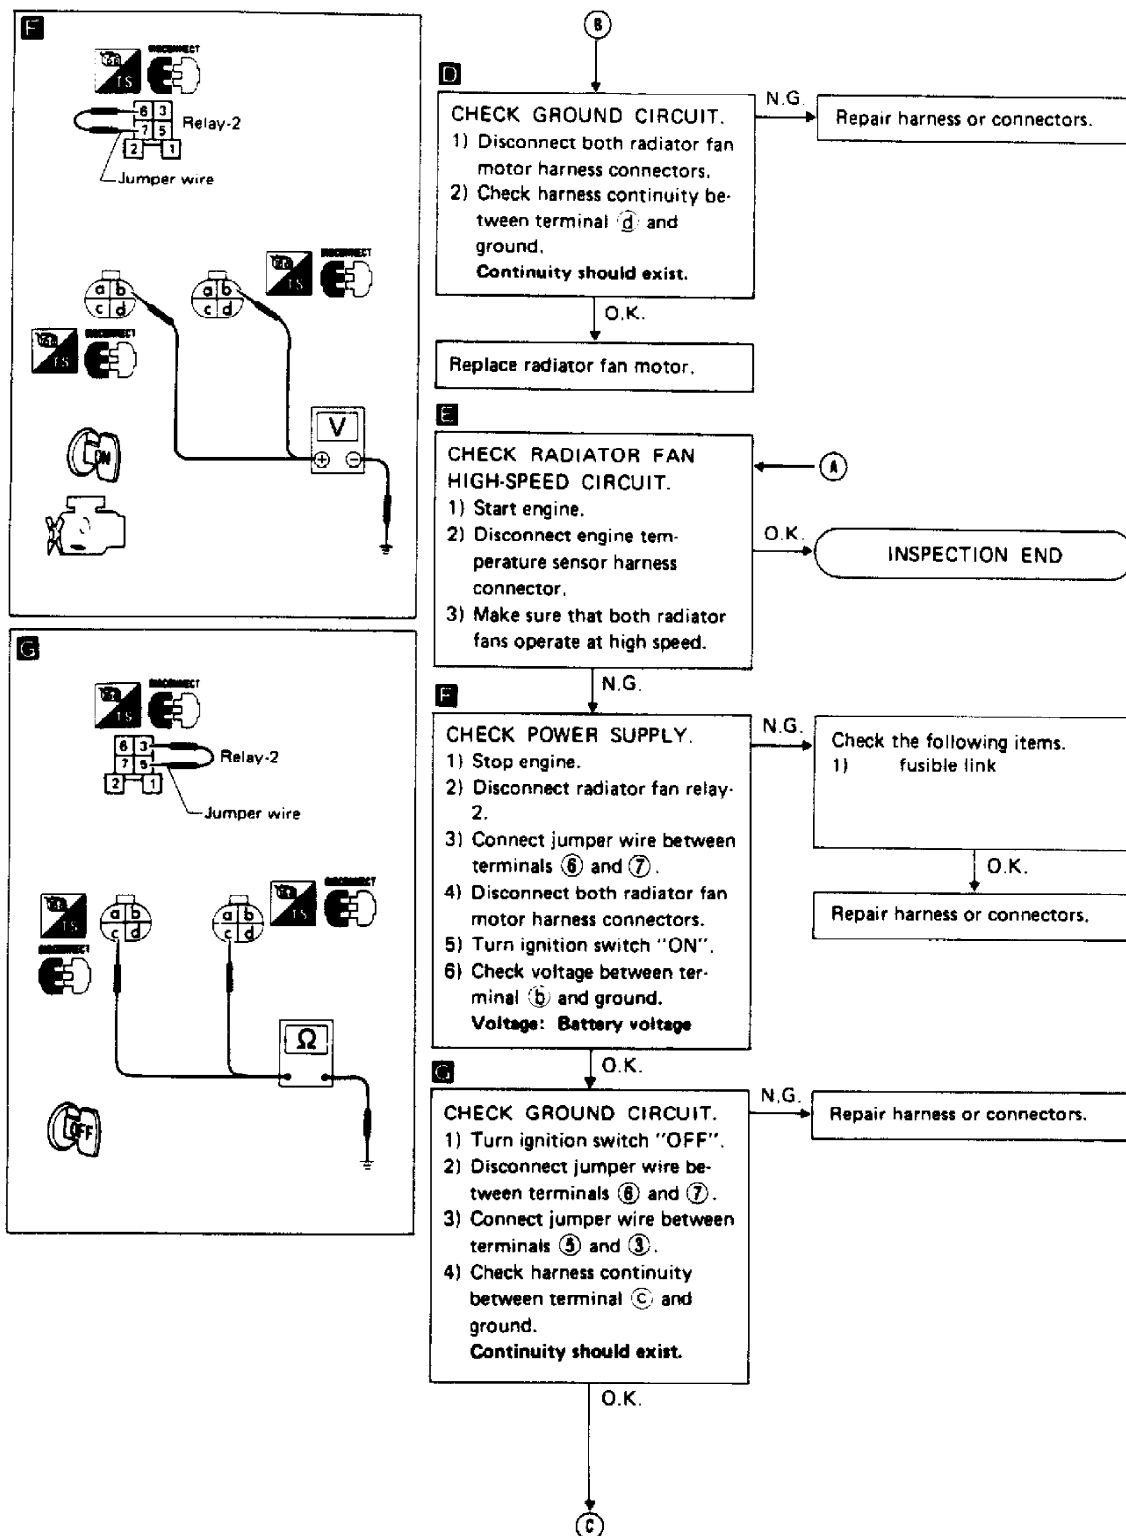 F
DISCONNECT
T.S
6 3
7 5
2 1
Relay-2
Jumper wire
DISCONNECT
T.S
a b
c d
a b
c d
DISCONNECT
T.S
V
ON
G
DISCONNECT
T.S
6 3
7 5
2 1
Relay-2
Jumper wire
DISCONNECT
T.S
a b
c d
a b
c d
T.S
DISCONNECT
Ω
OFF
B
D
CHECK GROUND CIRCUIT.
1) Disconnect both radiator fan
motor harness connectors.
2) Check harness continuity be-
tween terminal ⓓ and
ground.
Continuity should exist.
N.G.
Repair harness or connectors.
O.K.
Replace radiator fan motor.
E
CHECK RADIATOR FAN
HIGH-SPEED CIRCUIT.
1) Start engine.
2) Disconnect engine tem-
perature sensor harness
connector.
3) Make sure that both radiator
fans operate at high speed.
A
O.K.
INSPECTION END
N.G.
F
CHECK POWER SUPPLY.
1) Stop engine.
2) Disconnect radiator fan relay-
2.
3) Connect jumper wire between
terminals ⑥ and ⑦.
4) Disconnect both radiator fan
motor harness connectors.
5) Turn ignition switch "ON".
6) Check voltage between ter-
minal ⓑ and ground.
Voltage: Battery voltage
N.G.
Check the following items.
1) fusible link
O.K.
Repair harness or connectors.
O.K.
G
CHECK GROUND CIRCUIT.
1) Turn ignition switch "OFF".
2) Disconnect jumper wire be-
tween terminals ⑥ and ⑦.
3) Connect jumper wire between
terminals ⑤ and ③.
4) Check harness continuity
between terminal ⓒ and
ground.
Continuity should exist.
N.G.
Repair harness or connectors.
O.K.
C